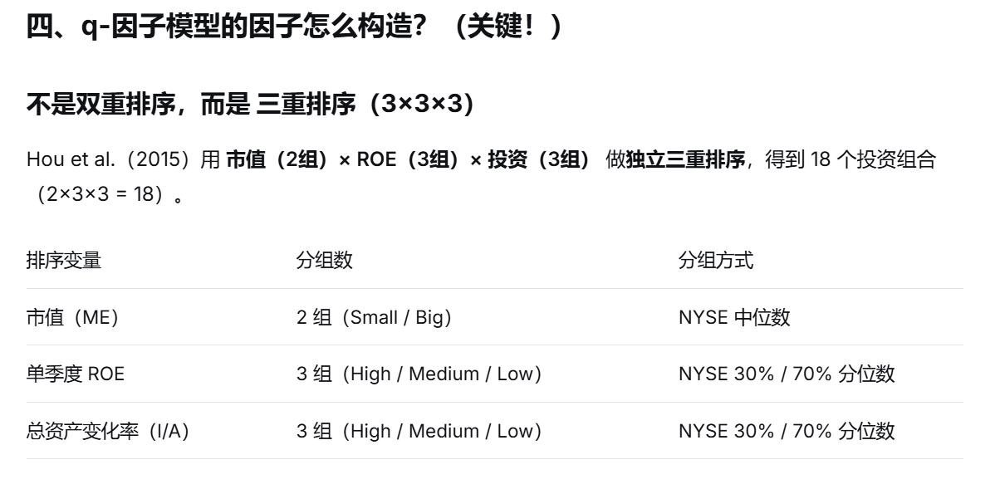 四、q-因子模型的因子怎么构造？（关键！）
不是双重排序，而是 三重排序（3×3×3）
Hou et al.（2015）用 市值（2组）× ROE（3组）× 投资（3组） 做独立三重排序，得到 18 个投资组合
（2×3×3 = 18）。
排序变量 分组数 分组方式
市值（ME） 2 组（Small / Big） NYSE 中位数
单季度 ROE 3 组（High / Medium / Low） NYSE 30% / 70% 分位数
总资产变化率（I/A） 3 组（High / Medium / Low） NYSE 30% / 70% 分位数